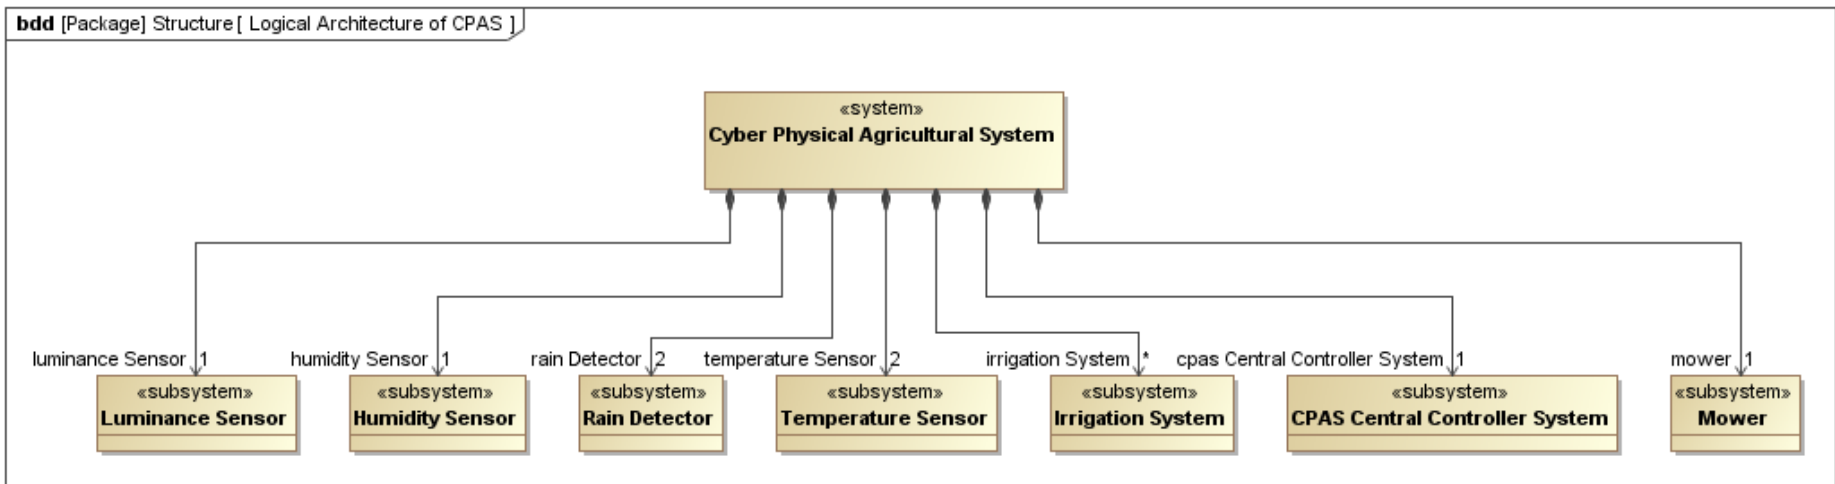 bdd [Package] Structure [ Logical Architecture of CPAS ]
«system»
Cyber Physical Agricultural System
luminance Sensor 1
humidity Sensor 1
rain Detector 2
temperature Sensor 2
irrigation System *
cpas Central Controller System 1
mower 1
«subsystem»
Luminance Sensor
«subsystem»
Humidity Sensor
«subsystem»
Rain Detector
«subsystem»
Temperature Sensor
«subsystem»
Irrigation System
«subsystem»
CPAS Central Controller System
«subsystem»
Mower